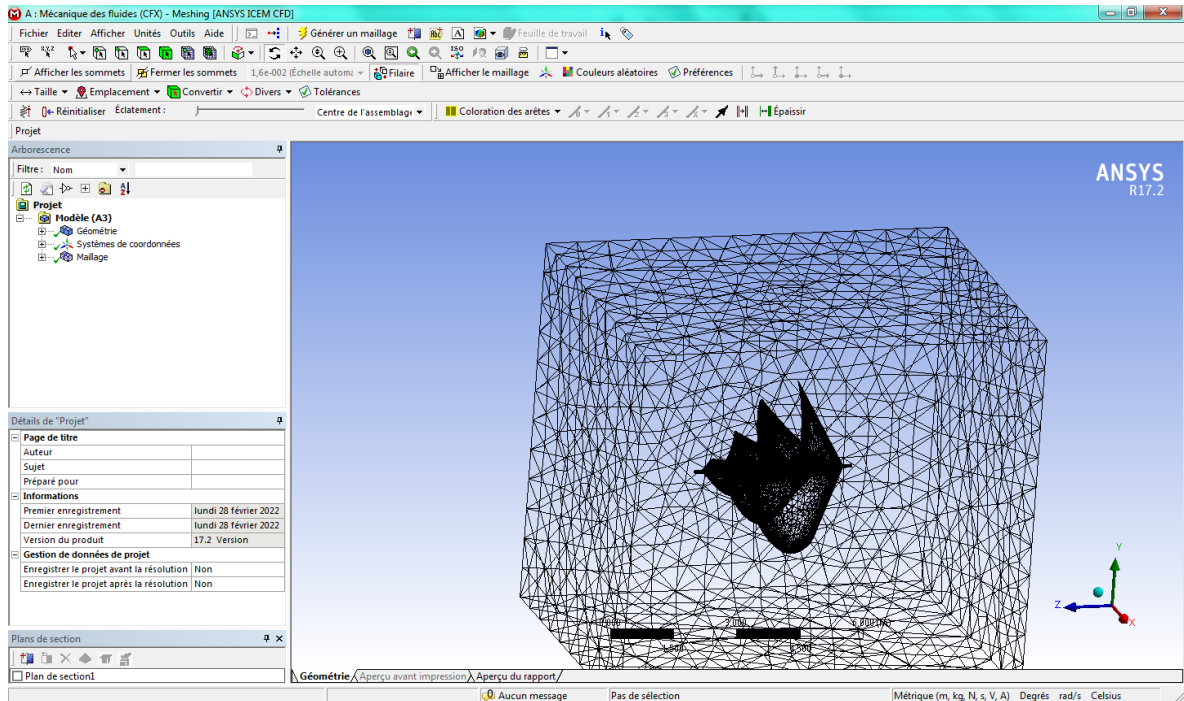 A : Mécanique des fluides (CFX) - Meshing [ANSYS ICEM CFD]
Fichier Editer Afficher Unités Outils Aide Générer un maillage Feuille de travail
Afficher les sommets Fermer les sommets 1,6e-002 (Échelle automa Filaire Afficher le maillage Couleurs aléatoires Préférences
Taille Emplacement Convertir Divers Tolérances
Réinitialiser Éclatement : Centre de l'assemblage Coloration des arêtes Épaissir
Projet
Arborescence
Filtre : Nom
Projet
Modèle (A3)
Géométrie
Systèmes de coordonnées
Maillage
ANSYS
R17.2
Détails de "Projet"
Page de titre
Auteur
Sujet
Préparé pour
Informations
Premier enregistrement lundi 28 février 2022
Dernier enregistrement lundi 28 février 2022
Version du produit 17.2 Version
Gestion de données de projet
Enregistrer le projet avant la résolution Non
Enregistrer le projet après la résolution Non
Y
Z
X
Plans de section
Plan de section1
Géométrie Aperçu avant impression Aperçu du rapport
Aucun message Pas de sélection Métrique (m, kg, N, s, V, A) Degrés rad/s Celsius